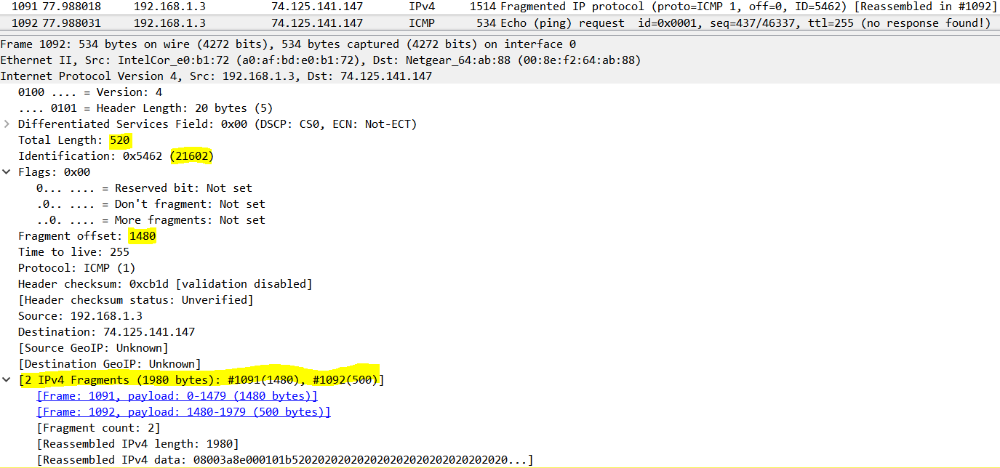 1091 77.988018 192.168.1.3 74.125.141.147 IPv4 1514 Fragmented IP protocol (proto=ICMP 1, off=0, ID=5462) [Reassembled in #1092]
1092 77.988031 192.168.1.3 74.125.141.147 ICMP 534 Echo (ping) request id=0x0001, seq=437/46337, ttl=255 (no response found!)
Frame 1092: 534 bytes on wire (4272 bits), 534 bytes captured (4272 bits) on interface 0
Ethernet II, Src: IntelCor_e0:b1:72 (a0:af:bd:e0:b1:72), Dst: Netgear_64:ab:88 (00:8e:f2:64:ab:88)
Internet Protocol Version 4, Src: 192.168.1.3, Dst: 74.125.141.147
0100 .... = Version: 4
.... 0101 = Header Length: 20 bytes (5)
Differentiated Services Field: 0x00 (DSCP: CS0, ECN: Not-ECT)
Total Length: 520
Identification: 0x5462 (21602)
Flags: 0x00
0... .... = Reserved bit: Not set
.0.. .... = Don't fragment: Not set
..0. .... = More fragments: Not set
Fragment offset: 1480
Time to live: 255
Protocol: ICMP (1)
Header checksum: 0xcb1d [validation disabled]
[Header checksum status: Unverified]
Source: 192.168.1.3
Destination: 74.125.141.147
[Source GeoIP: Unknown]
[Destination GeoIP: Unknown]
[2 IPv4 Fragments (1980 bytes): #1091(1480), #1092(500)]
[Frame: 1091, payload: 0-1479 (1480 bytes)]
[Frame: 1092, payload: 1480-1979 (500 bytes)]
[Fragment count: 2]
[Reassembled IPv4 length: 1980]
[Reassembled IPv4 data: 08003a8e000101b52020202020202020202020202020202020...]